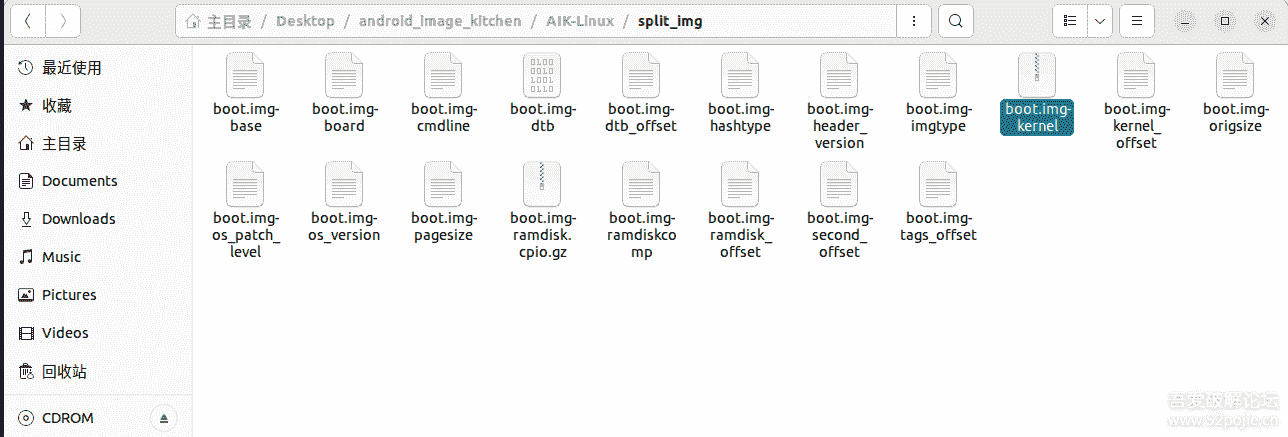 主目录 / Desktop / android_image_kitchen / AIK-Linux / split_img
最近使用
收藏
主目录
Documents
Downloads
Music
Pictures
Videos
回收站
CDROM
boot.img-
base
boot.img-
board
boot.img-
cmdline
boot.img-
dtb
boot.img-
dtb_offset
boot.img-
hashtype
boot.img-
header_
version
boot.img-
imgtype
boot.img-
kernel
boot.img-
kernel_
offset
boot.img-
origsize
boot.img-
os_patch_
level
boot.img-
os_version
boot.img-
pagesize
boot.img-
ramdisk.
cpio.gz
boot.img-
ramdiskco
mp
boot.img-
ramdisk_
offset
boot.img-
second_
offset
boot.img-
tags_offset
吾爱破解论坛
www.52pojie.cn